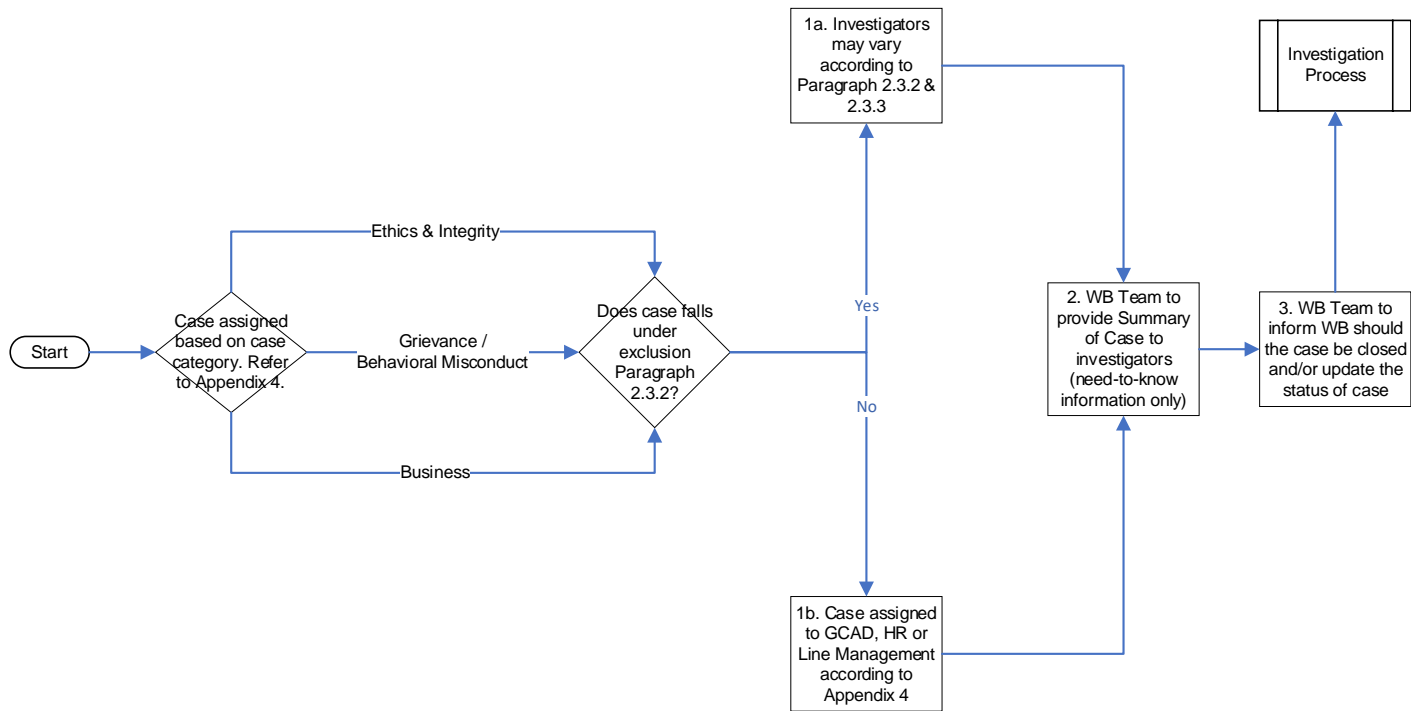 Start
Case assigned
based on case
category. Refer
to Appendix 4.
Ethics & Integrity
Grievance /
Behavioral Misconduct
Business
Does case falls
under
exclusion
Paragraph
2.3.2?
Yes
No
1a. Investigators
may vary
according to
Paragraph 2.3.2 &
2.3.3
1b. Case assigned
to GCAD, HR or
Line Management
according to
Appendix 4
2. WB Team to
provide Summary
of Case to
investigators
(need-to-know
information only)
3. WB Team to
inform WB should
the case be closed
and/or update the
status of case
Investigation
Process